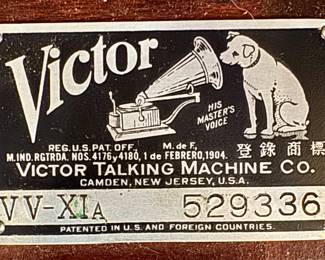 Victor
HIS
MASTER'S
VOICE
REG. U.S. PAT. OFF. M. de F.
M. IND. RGTRDA. NOS. 4176 y 4180, 1 de FEBRERO, 1904. 登錄商標
VICTOR TALKING MACHINE CO.
CAMDEN, NEW JERSEY, U.S.A.
VV-XIA 529336
PATENTED IN U.S. AND FOREIGN COUNTRIES.